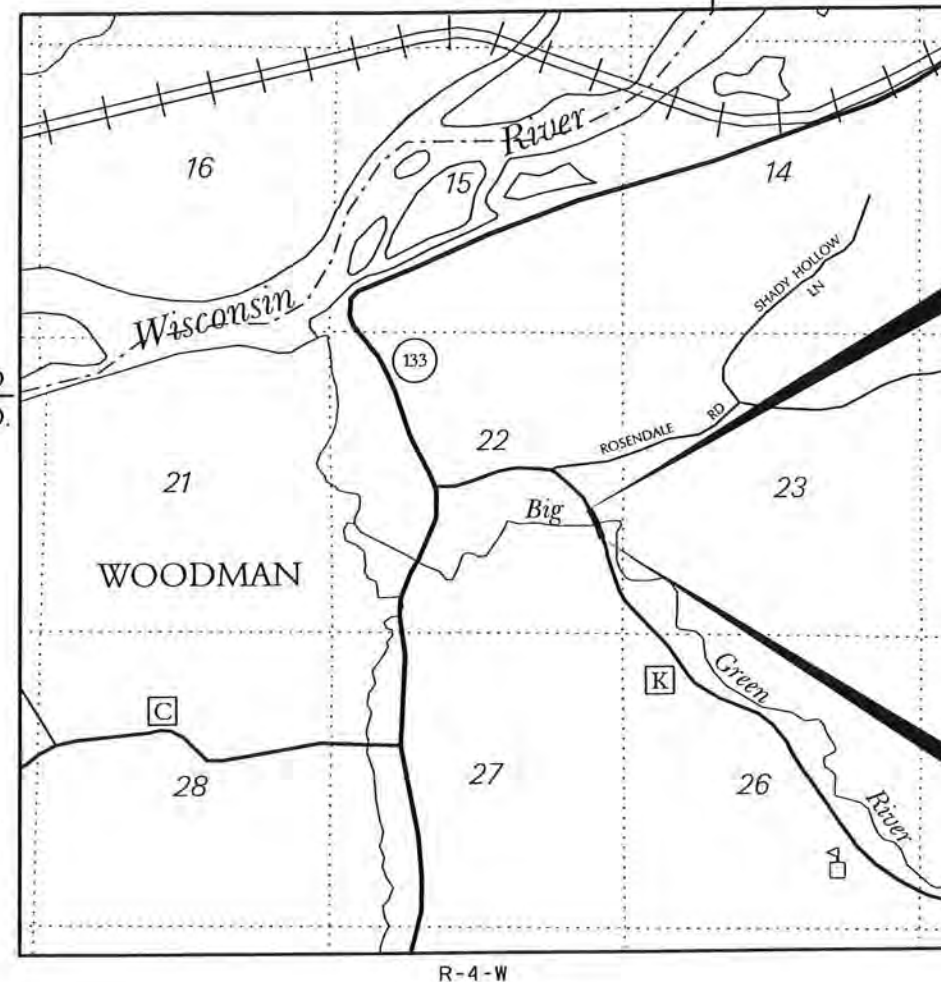 River
16
15
14
SHADY HOLLOW
LN
Wisconsin
133
22
ROSENDALE
RD
21
23
Big
WOODMAN
Green
K
C
28
27
26
River
R-4-W